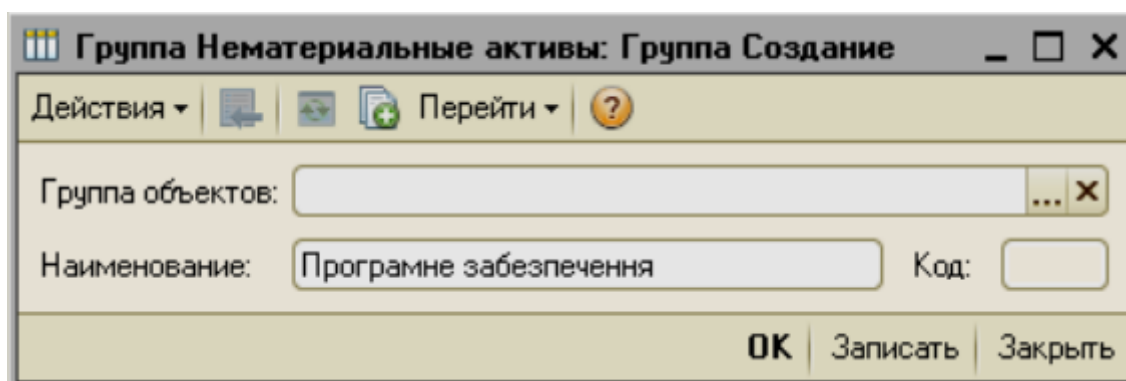 Группа Нематериальные активы: Группа Создание
Действия Перейти ?
Группа объектов: ...
Наименование: Програмне забезпечення Код:
OK Записать Закрыть